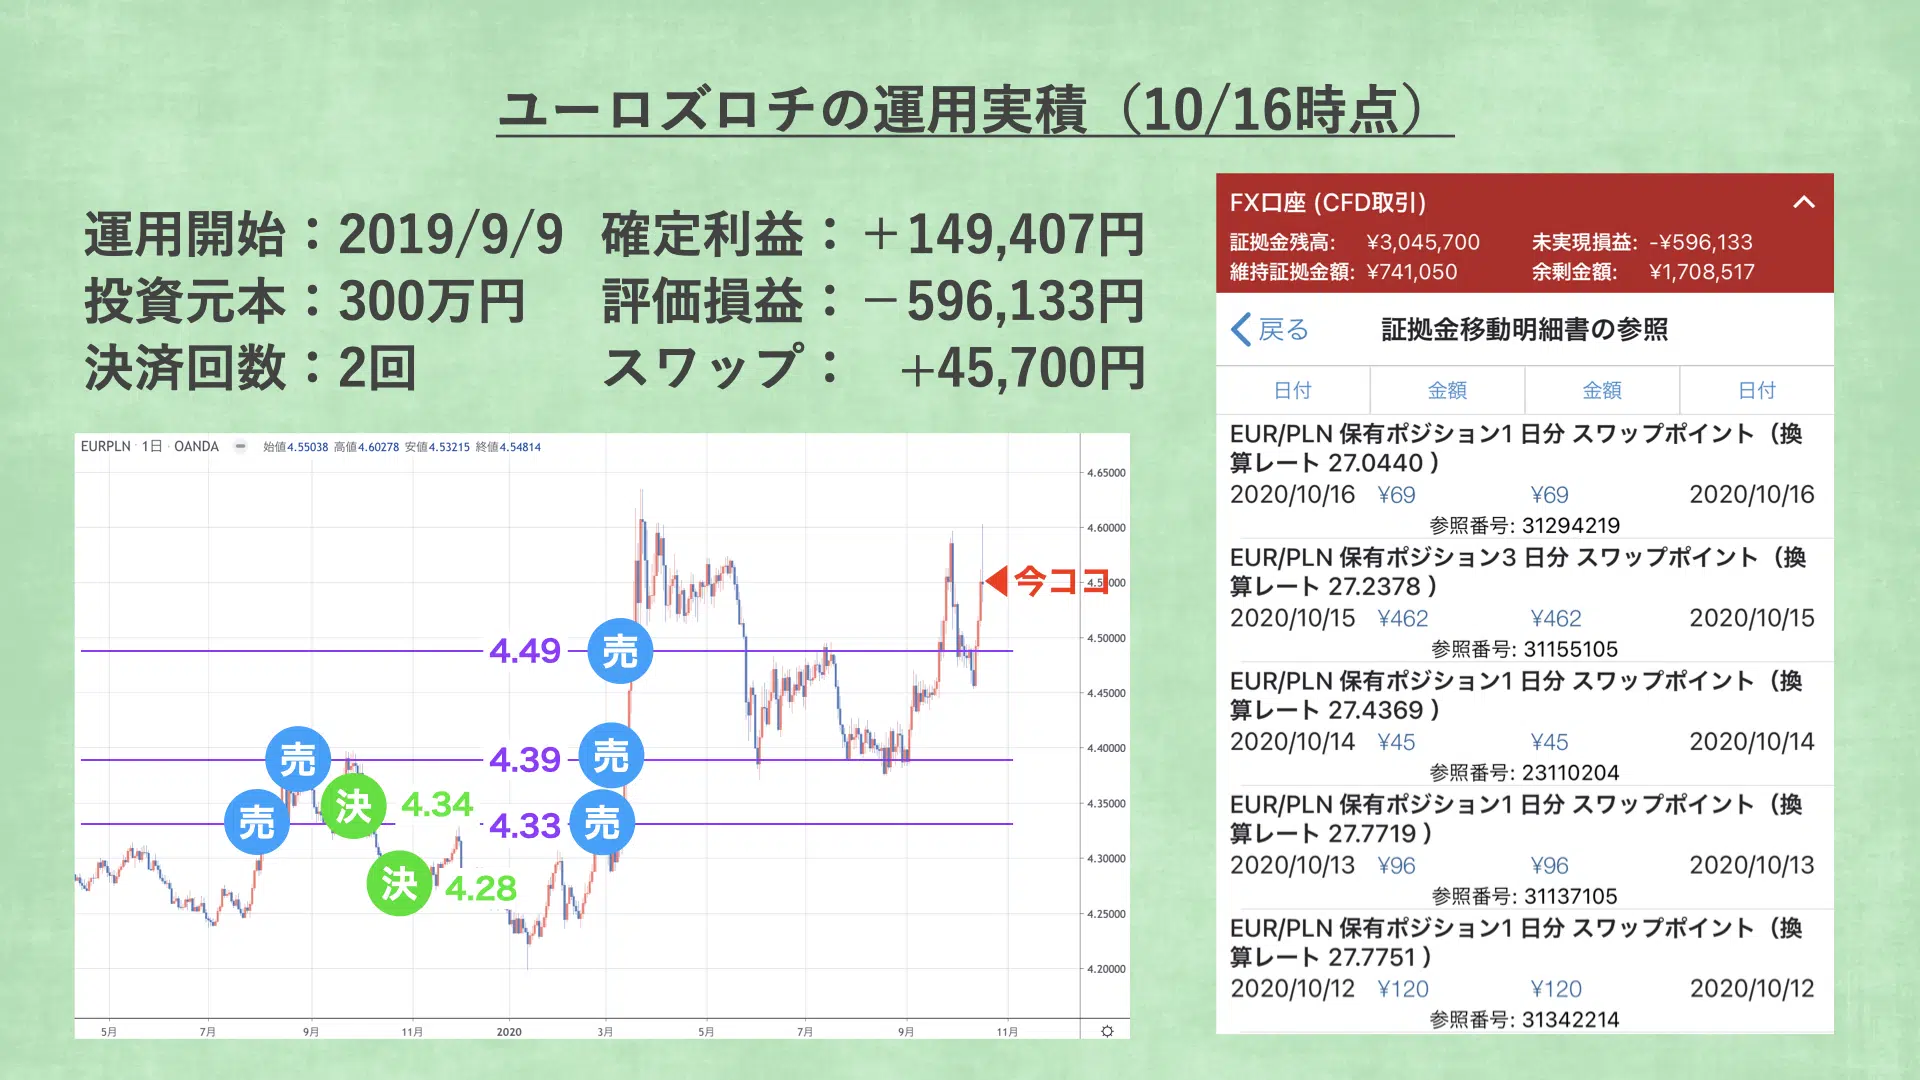 ユーロズロチの運用実積（10/16時点）
運用開始：2019/9/9
投資元本：300万円
決済回数：2回
確定利益：＋149,407円
評価損益：－596,133円
スワップ： +45,700円
EURPLN · 1日 · OANDA 始値4.55038 高値4.60278 安値4.53215 終値4.54814
4.65000
4.60000
今ココ
4.50000
4.49
売
4.45000
4.40000
売
4.39
売
4.35000
決
4.34
売
4.33
売
4.30000
決
4.28
4.25000
4.20000
5月 7月 9月 11月 2020 3月 5月 7月 9月 11月
FX口座 (CFD取引)
証拠金残高: ¥3,045,700 未実現損益: -¥596,133
維持証拠金額: ¥741,050 余剰金額: ¥1,708,517
戻る 証拠金移動明細書の参照
日付 金額 金額 日付
EUR/PLN 保有ポジション1 日分 スワップポイント（換
算レート 27.0440 ）
2020/10/16 ¥69 ¥69 2020/10/16
参照番号: 31294219
EUR/PLN 保有ポジション3 日分 スワップポイント（換
算レート 27.2378 ）
2020/10/15 ¥462 ¥462 2020/10/15
参照番号: 31155105
EUR/PLN 保有ポジション1 日分 スワップポイント（換
算レート 27.4369 ）
2020/10/14 ¥45 ¥45 2020/10/14
参照番号: 23110204
EUR/PLN 保有ポジション1 日分 スワップポイント（換
算レート 27.7719 ）
2020/10/13 ¥96 ¥96 2020/10/13
参照番号: 31137105
EUR/PLN 保有ポジション1 日分 スワップポイント（換
算レート 27.7751 ）
2020/10/12 ¥120 ¥120 2020/10/12
参照番号: 31342214